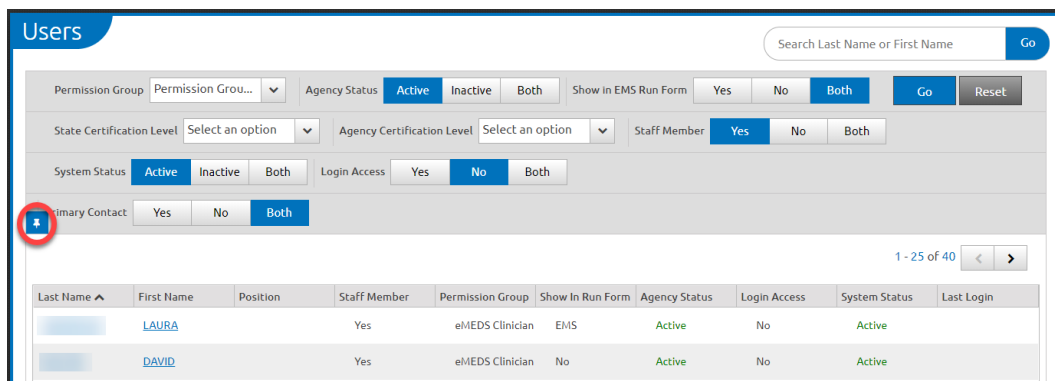 Users
Search Last Name or First Name Go
Permission Group Permission Grou... Agency Status Active Inactive Both Show in EMS Run Form Yes No Both Go Reset
State Certification Level Select an option Agency Certification Level Select an option Staff Member Yes No Both
System Status Active Inactive Both Login Access Yes No Both
rimary Contact Yes No Both
1 - 25 of 40
Last Name First Name Position Staff Member Permission Group Show In Run Form Agency Status Login Access System Status Last Login
LAURA Yes eMEDS Clinician EMS Active No Active
DAVID Yes eMEDS Clinician No Active No Active